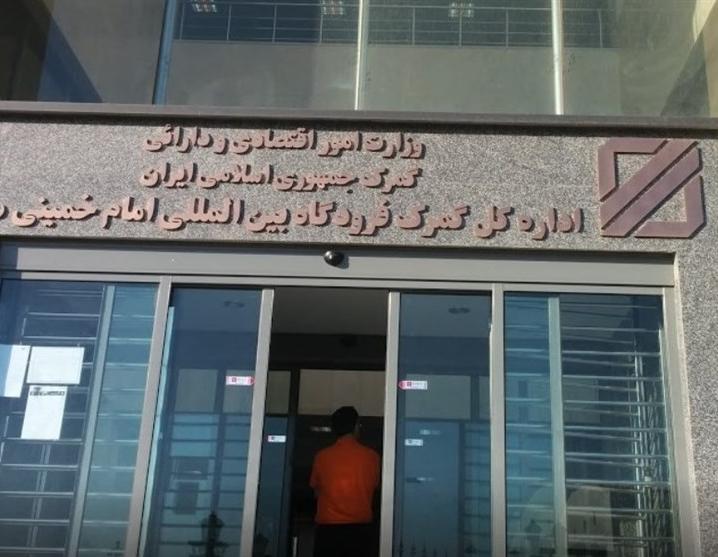 وزارت امور اقتصادی و دارائی
گمرک جمهوری اسلامی ایران
اداره کل گمرک فرودگاه بین المللی امام خمینی